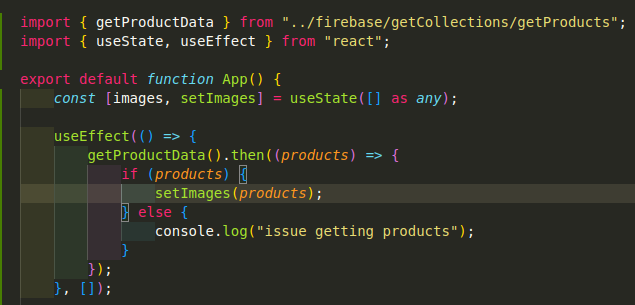 import { getProductData } from "../firebase/getCollections/getProducts";
import { useState, useEffect } from "react";
export default function App() {
const [images, setImages] = useState([] as any);
useEffect(() => {
getProductData().then((products) => {
if (products) {
setImages(products);
} else {
console.log("issue getting products");
}
});
}, []);